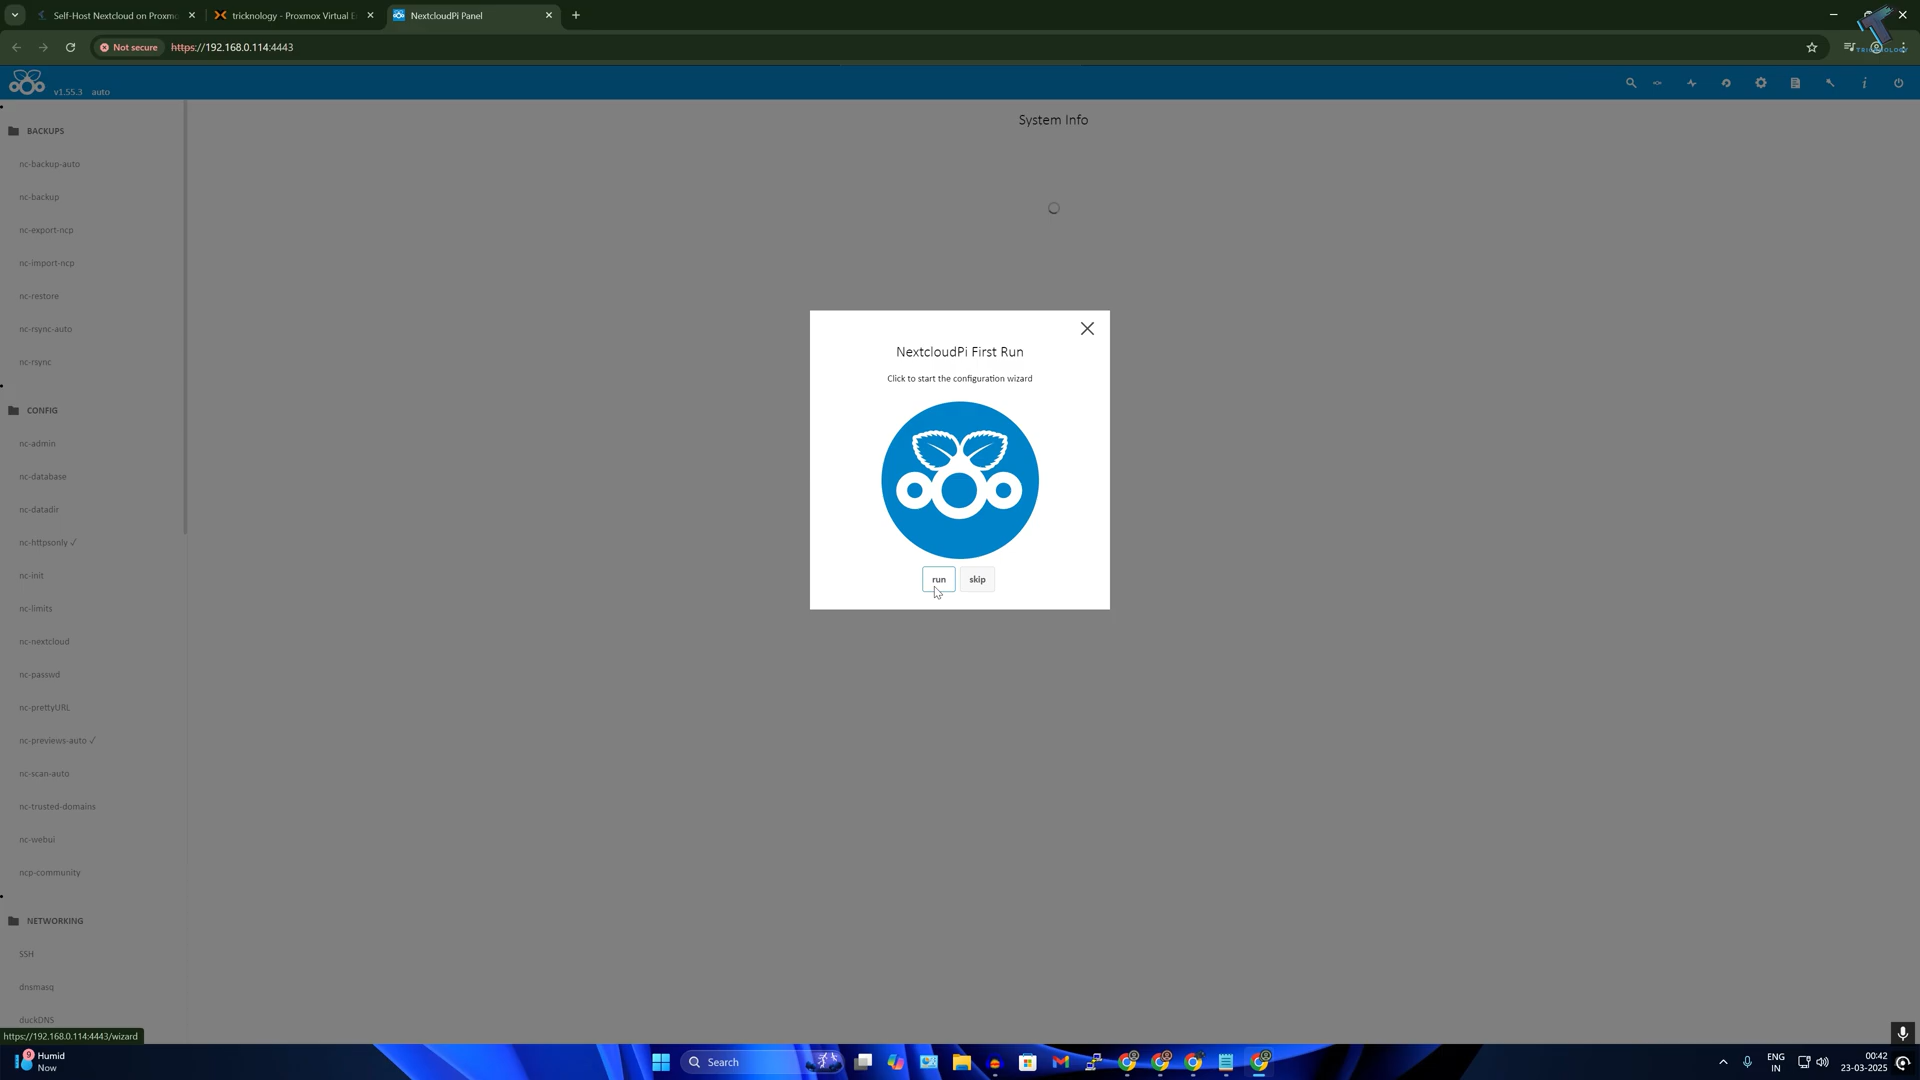 Self-Host Nextcloud on Proxmo
tricknology - Proxmox Virtual E
NextcloudPi Panel
Not secure
https://192.168.0.114:4443
v1.55.3 auto
System Info
BACKUPS
nc-backup-auto
nc-backup
nc-export-ncp
nc-import-ncp
nc-restore
nc-rsync-auto
nc-rsync
CONFIG
nc-admin
nc-database
nc-datadir
nc-httpsonly ✓
nc-init
nc-limits
nc-nextcloud
nc-passwd
nc-prettyURL
nc-previews-auto ✓
nc-scan-auto
nc-trusted-domains
nc-webui
ncp-community
NETWORKING
SSH
dnsmasq
duckDNS
NextcloudPi First Run
Click to start the configuration wizard
run skip
https://192.168.0.114:4443/wizard
9
Humid
Now
Search
ENG
IN
00:42
23-03-2025